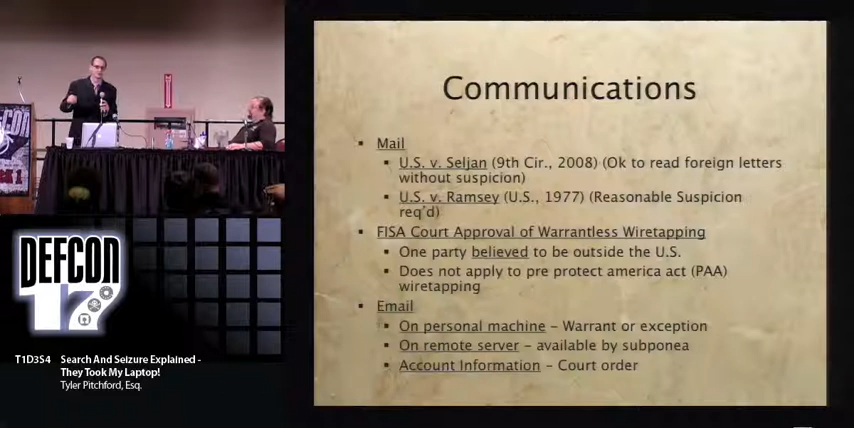 Communications
Mail
U.S. v. Seljan (9th Cir., 2008) (Ok to read foreign letters
without suspicion)
U.S. v. Ramsey (U.S., 1977) (Reasonable Suspicion
req'd)
FISA Court Approval of Warrantless Wiretapping
One party believed to be outside the U.S.
Does not apply to pre protect america act (PAA)
wiretapping
Email
On personal machine - Warrant or exception
On remote server - available by subponea
Account Information - Court order
DEFCON
DEFCON
17
T1D3S4 Search And Seizure Explained -
They Took My Laptop!
Tyler Pitchford, Esq.